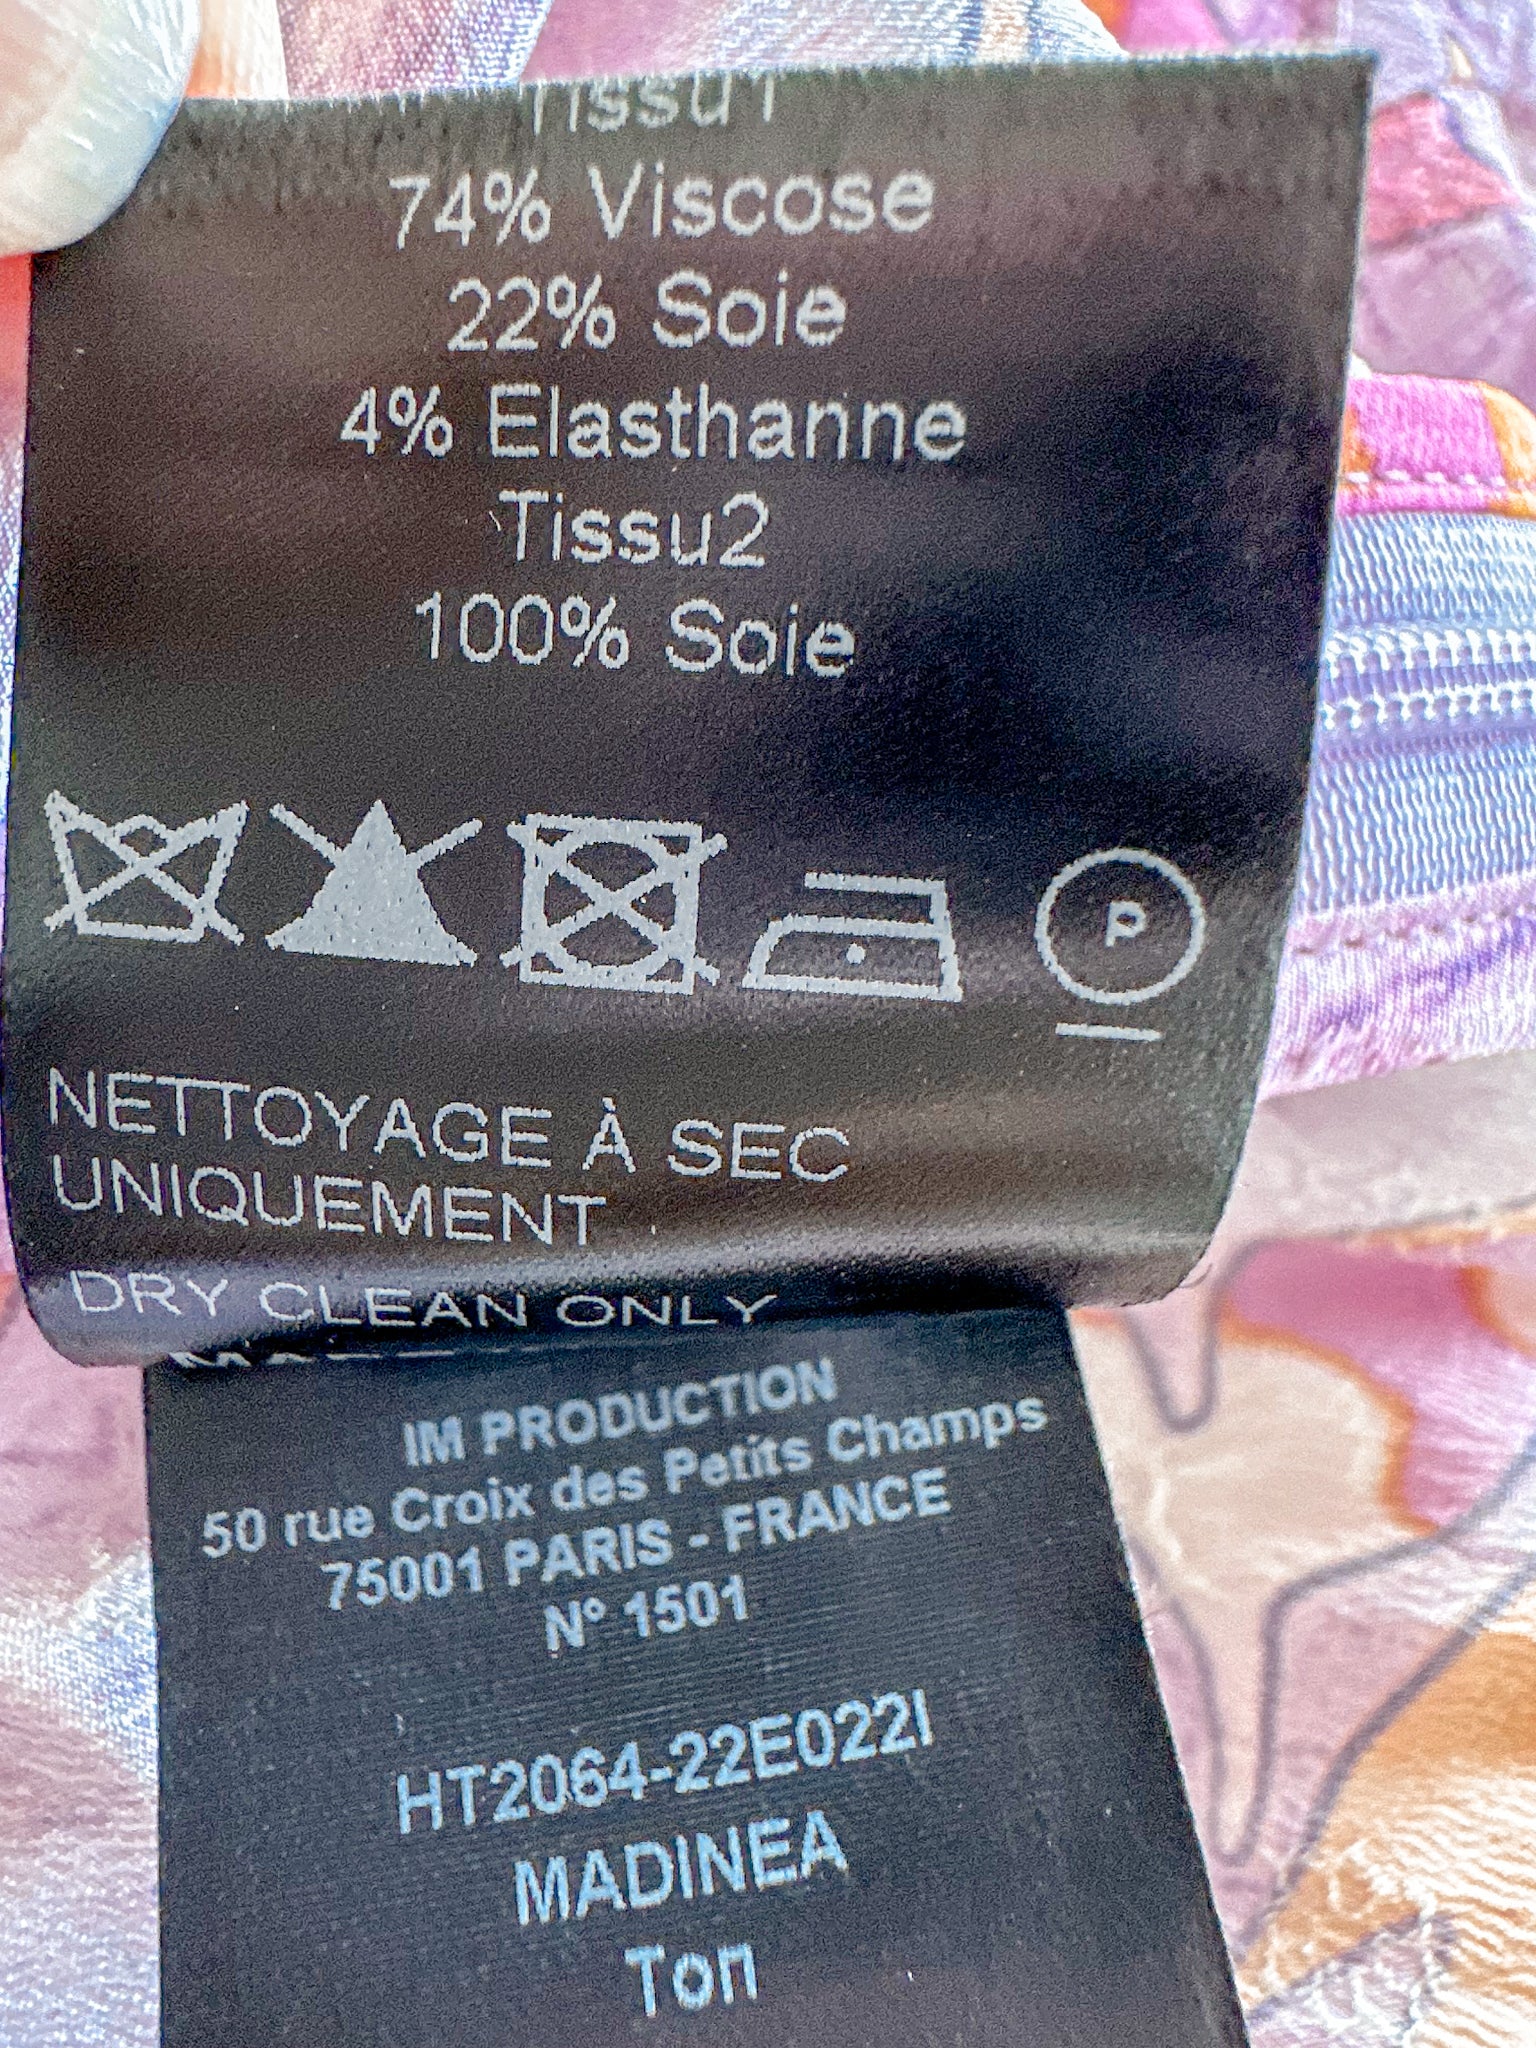 Tissu1
74% Viscose
22% Soie
4% Elasthanne
Tissu2
100% Soie
P
NETTOYAGE À SEC
UNIQUEMENT
DRY CLEAN ONLY
IM PRODUCTION
50 rue Croix des Petits Champs
75001 PARIS - FRANCE
N° 1501
HT2064-22E022I
MADINEA
Топ